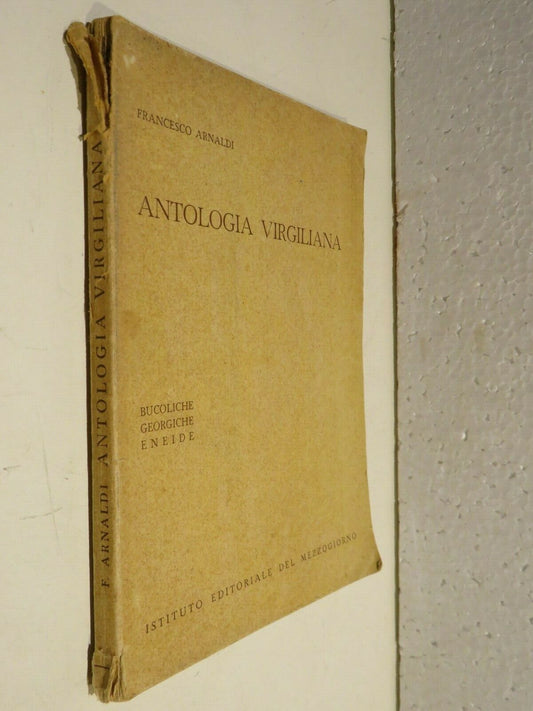 FRANCESCO ARNALDI
ANTOLOGIA VIRGILIANA
BUCOLICHE
GEORGICHE
ENEIDE
ISTITUTO EDITORIALE DEL MEZZOGIORNO
F. ARNALDI ANTOLOGIA VIRGILIANA